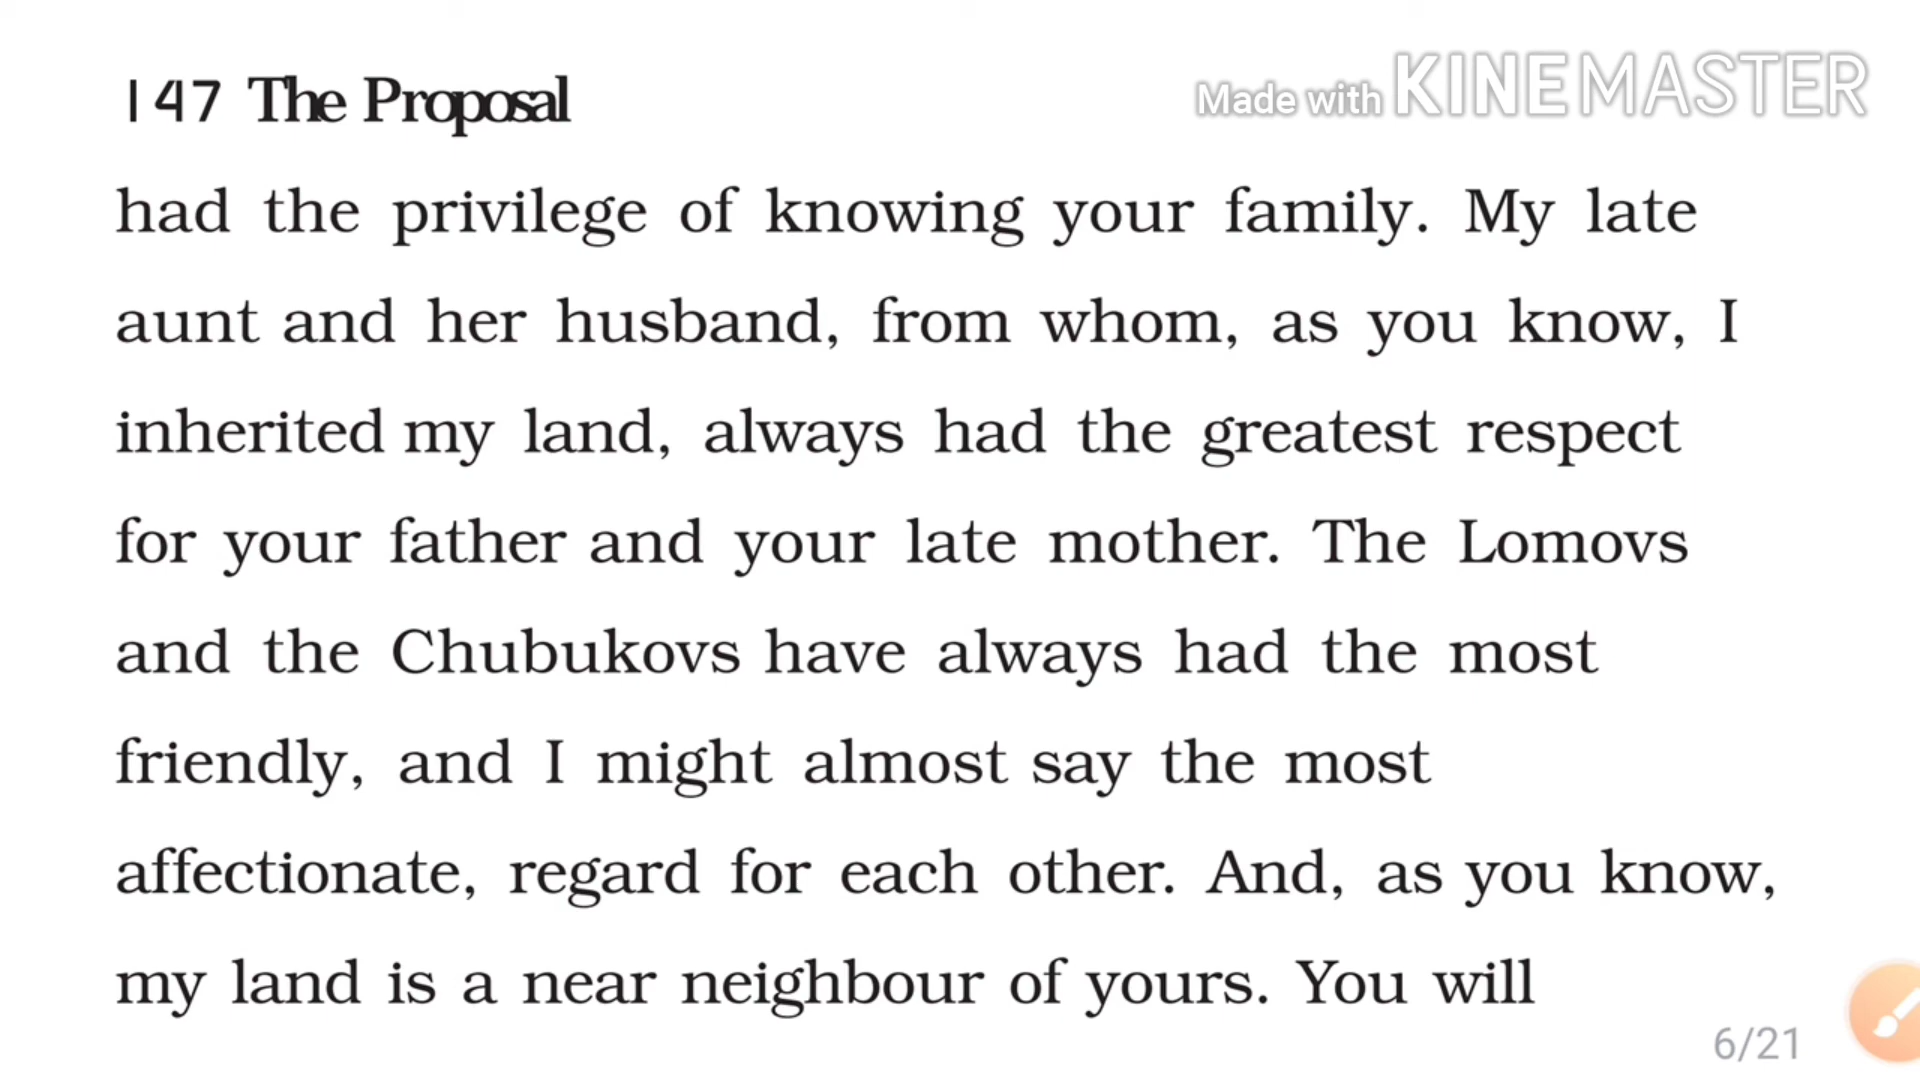 147 The Proposal
Made with KINEMASTER
had the privilege of knowing your family. My late
aunt and her husband, from whom, as you know, I
inherited my land, always had the greatest respect
for your father and your late mother. The Lomovs
and the Chubukovs have always had the most
friendly, and I might almost say the most
affectionate, regard for each other. And, as you know,
my land is a near neighbour of yours. You will
6/21